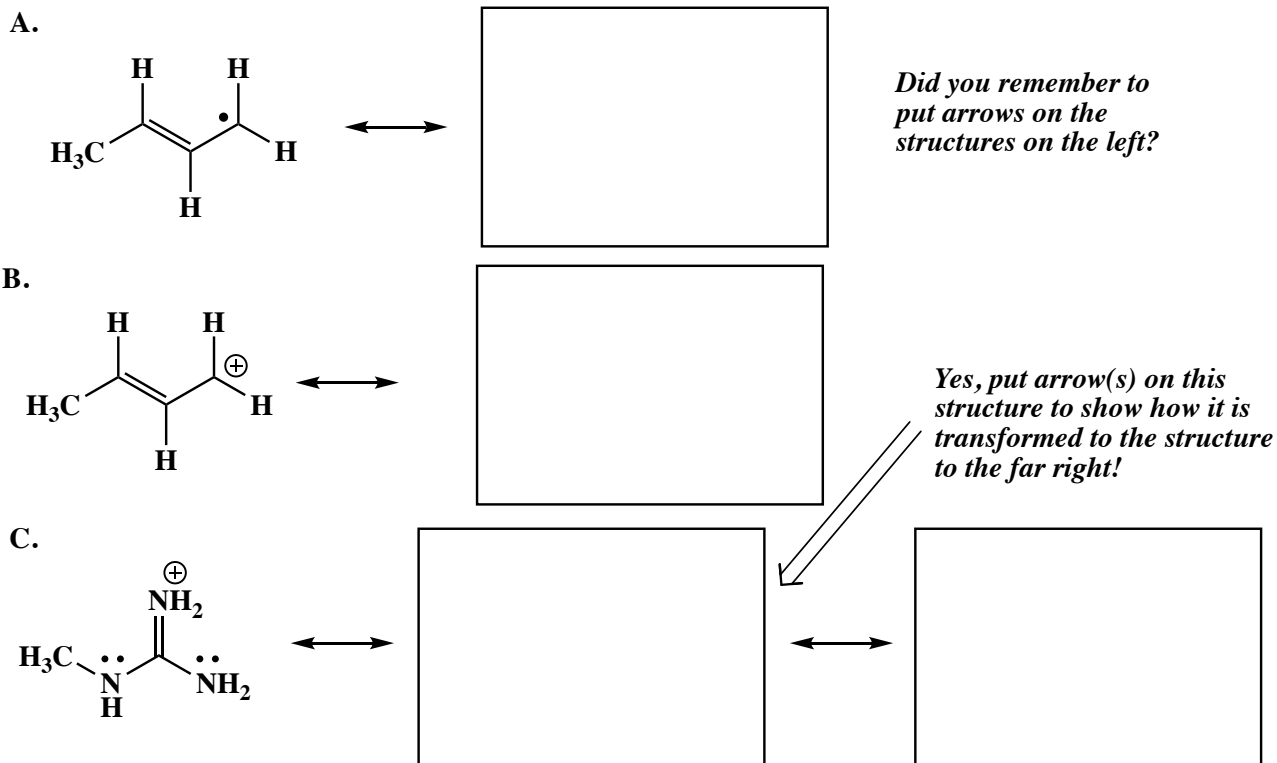 A.
H H
H₃C
H
H
Did you remember to
put arrows on the
structures on the left?
B.
H H
⊕
H₃C
H
H
Yes, put arrow(s) on this
structure to show how it is
transformed to the structure
to the far right!
C.
⊕
NH₂
H₃C
N
H
NH₂